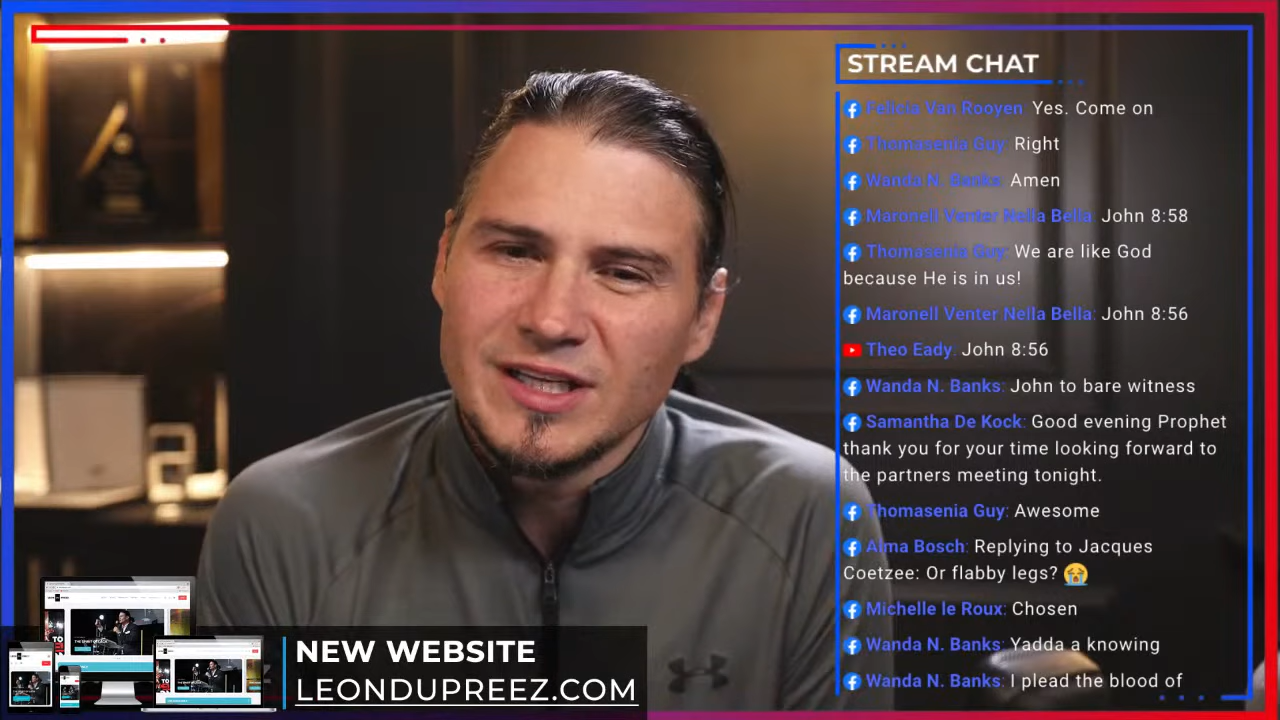 STREAM CHAT
Felicia Van Rooyen: Yes. Come on
Thomasenia Guy: Right
Wanda N. Banks: Amen
Maronell Venter Nella Bella: John 8:58
Thomasenia Guy: We are like God
because He is in us!
Maronell Venter Nella Bella: John 8:56
Theo Eady: John 8:56
Wanda N. Banks: John to bare witness
Samantha De Kock: Good evening Prophet
thank you for your time looking forward to
the partners meeting tonight.
Thomasenia Guy: Awesome
Alma Bosch: Replying to Jacques
Coetzee: Or flabby legs? 😭
Michelle le Roux: Chosen
Wanda N. Banks: Yadda a knowing
Wanda N. Banks: I plead the blood of
NEW WEBSITE
LEONDUPREEZ.COM